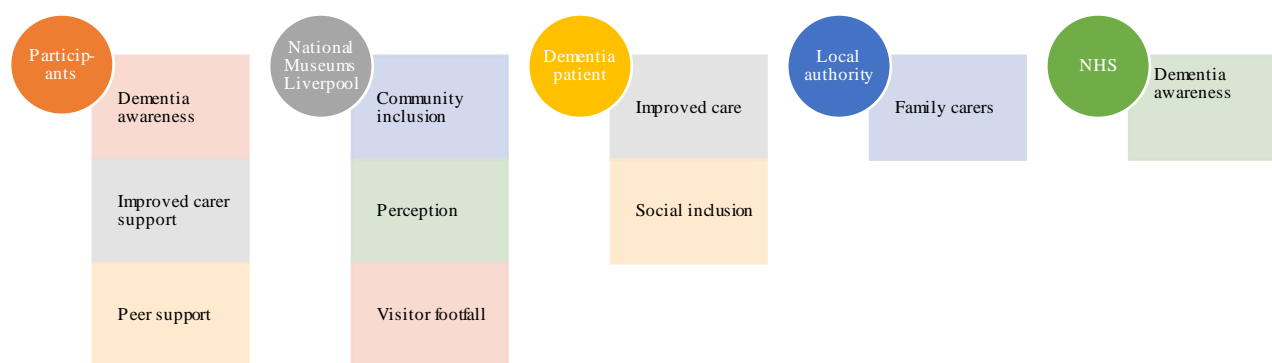 Particip-
ants
Dementia
awareness
Improved carer
support
Peer support
National
Museums
Liverpool
Community
inclusion
Perception
Visitor footfall
Dementia
patient
Improved care
Social inclusion
Local
authority
Family carers
NHS
Dementia
awareness